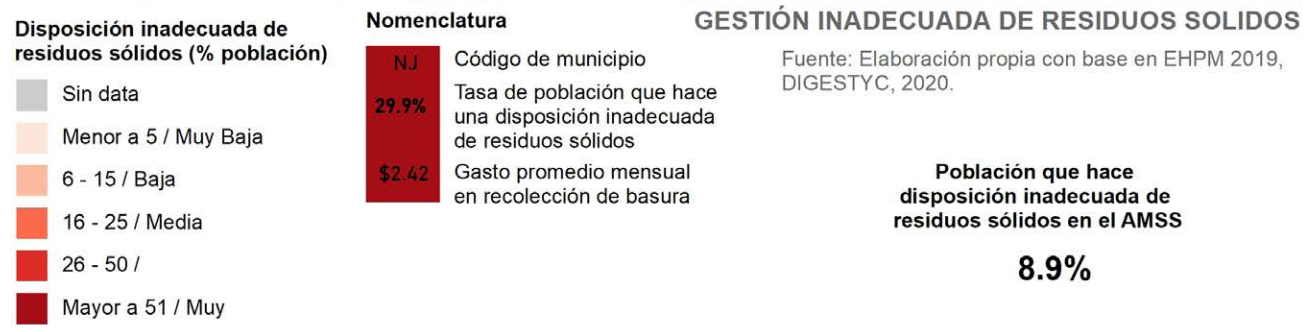 Disposición inadecuada de
residuos sólidos (% población)
Sin data
Menor a 5 / Muy Baja
6 - 15 / Baja
16 - 25 / Media
26 - 50 /
Mayor a 51 / Muy
Nomenclatura
NJ
Código de municipio
29.9%
Tasa de población que hace
una disposición inadecuada
de residuos sólidos
$2.42
Gasto promedio mensual
en recolección de basura
GESTIÓN INADECUADA DE RESIDUOS SOLIDOS
Fuente: Elaboración propia con base en EHPM 2019,
DIGESTYC, 2020.
Población que hace
disposición inadecuada de
residuos sólidos en el AMSS
8.9%